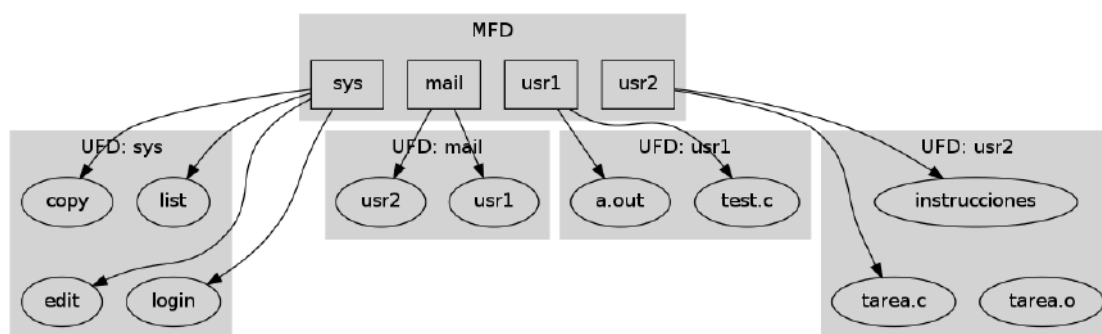 MFD
sys mail usr1 usr2
UFD: sys UFD: mail UFD: usr1 UFD: usr2
copy list usr2 usr1 a.out test.c instrucciones
edit login tarea.c tarea.o